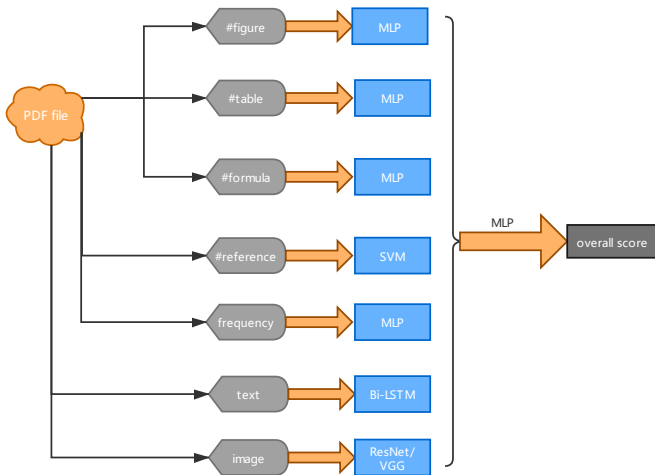 #figure
MLP
PDF file
#table
MLP
#formula
MLP
MLP
overall score
#reference
SVM
frequency
MLP
text
Bi-LSTM
image
ResNet/
VGG